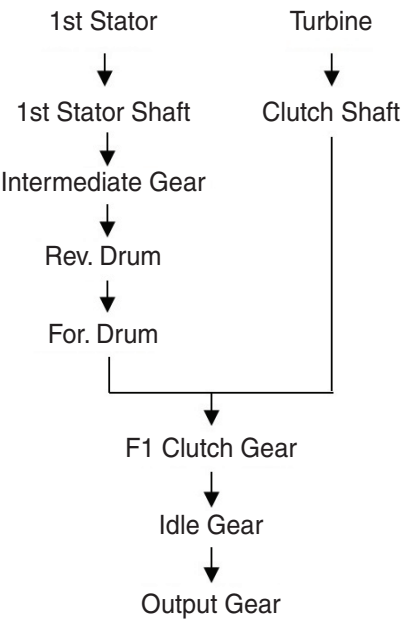 1st Stator
Turbine
1st Stator Shaft
Clutch Shaft
Intermediate Gear
Rev. Drum
For. Drum
F1 Clutch Gear
Idle Gear
Output Gear